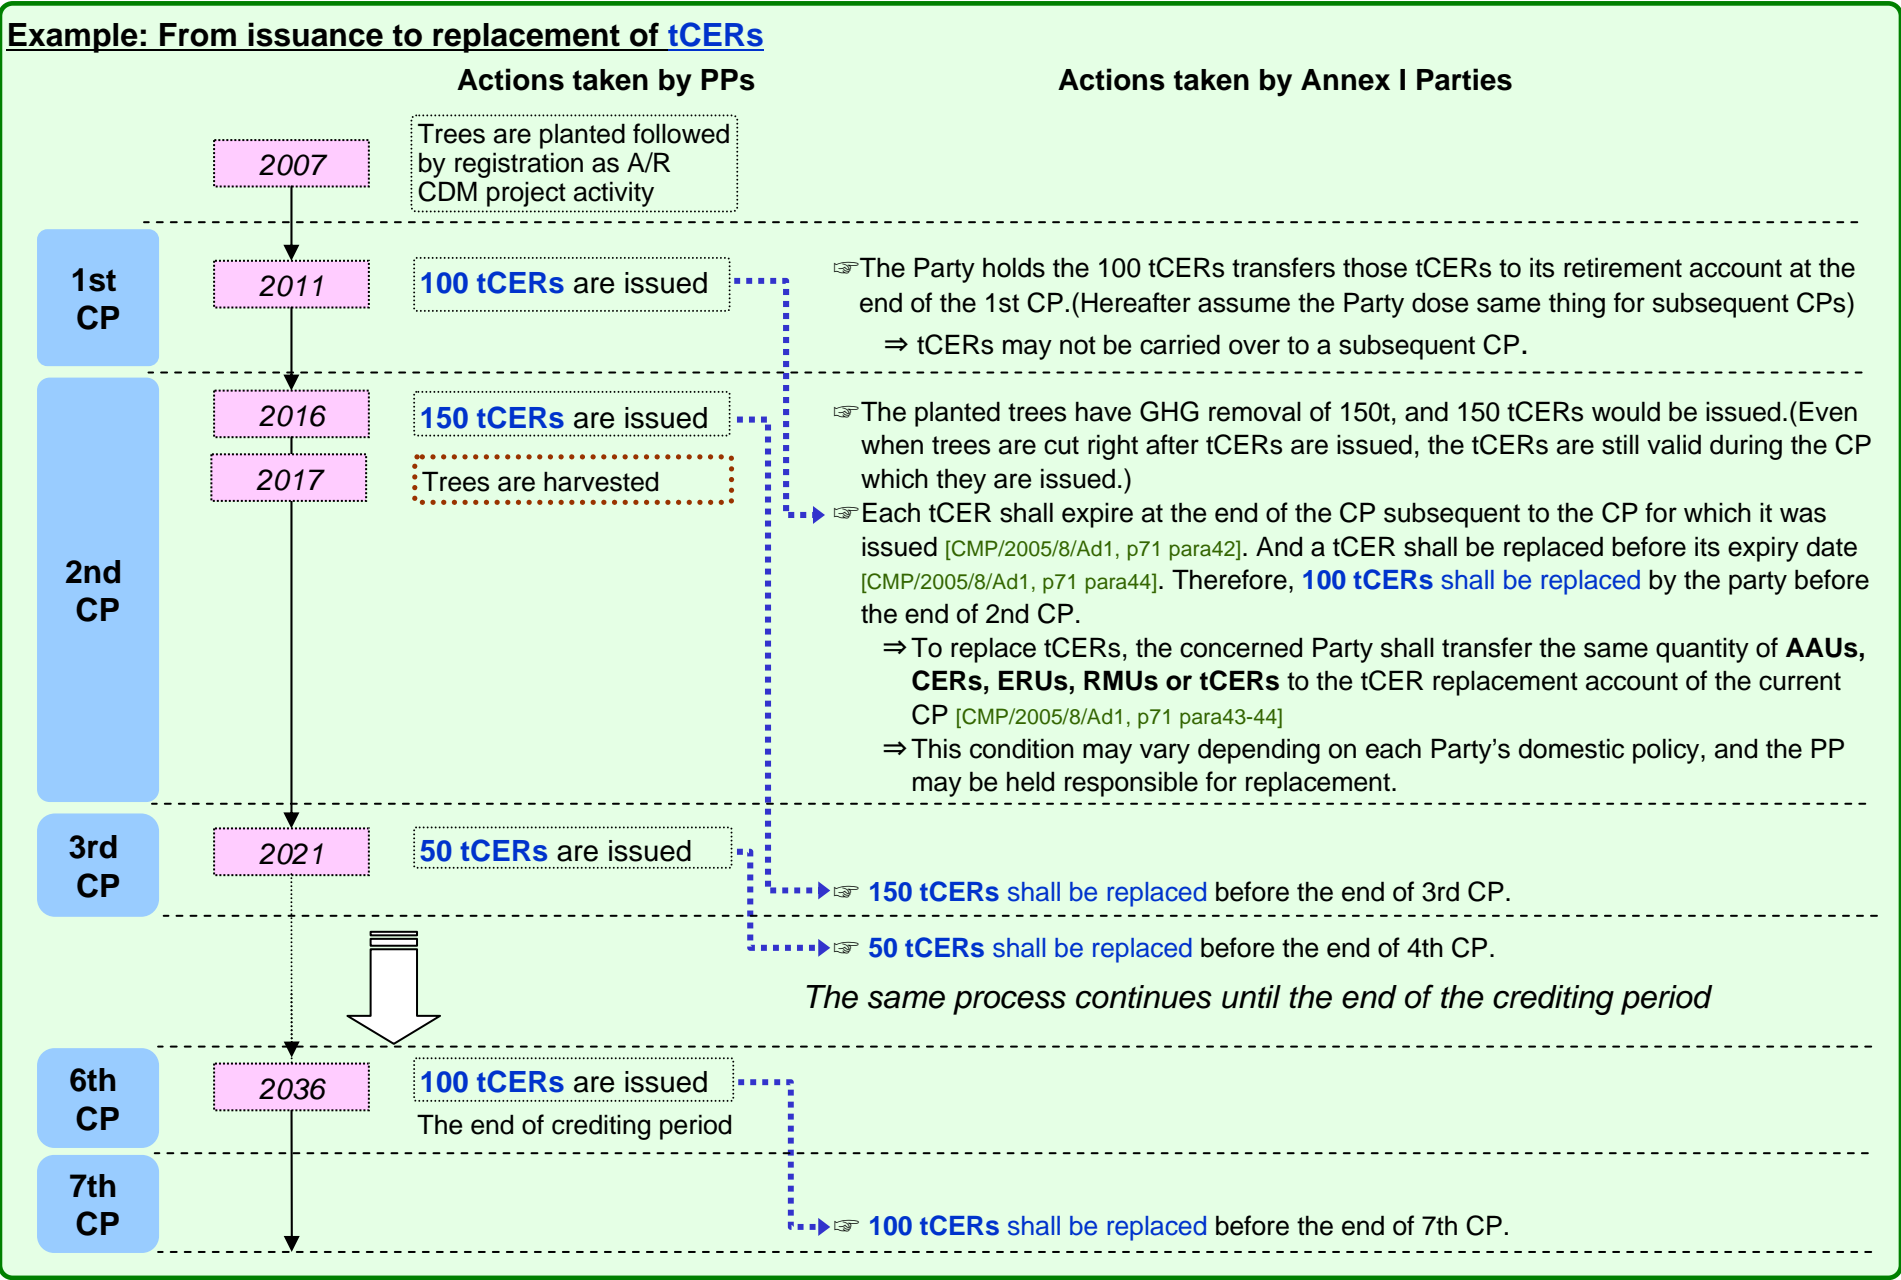 Example: From issuance to replacement of tCERs
Actions taken by PPs
Actions taken by Annex I Parties
2007
Trees are planted followed
by registration as A/R
CDM project activity
1st
CP
2011
100 tCERs are issued
☞The Party holds the 100 tCERs transfers those tCERs to its retirement account at the
end of the 1st CP.(Hereafter assume the Party dose same thing for subsequent CPs)
⇒ tCERs may not be carried over to a subsequent CP.
2nd
CP
2016
150 tCERs are issued
2017
Trees are harvested
☞The planted trees have GHG removal of 150t, and 150 tCERs would be issued.(Even
when trees are cut right after tCERs are issued, the tCERs are still valid during the CP
which they are issued.)
☞Each tCER shall expire at the end of the CP subsequent to the CP for which it was
issued [CMP/2005/8/Ad1, p71 para42]. And a tCER shall be replaced before its expiry date
[CMP/2005/8/Ad1, p71 para44]. Therefore, 100 tCERs shall be replaced by the party before
the end of 2nd CP.
⇒To replace tCERs, the concerned Party shall transfer the same quantity of AAUs,
CERs, ERUs, RMUs or tCERs to the tCER replacement account of the current
CP [CMP/2005/8/Ad1, p71 para43-44]
⇒This condition may vary depending on each Party’s domestic policy, and the PP
may be held responsible for replacement.
3rd
CP
2021
50 tCERs are issued
☞ 150 tCERs shall be replaced before the end of 3rd CP.
☞ 50 tCERs shall be replaced before the end of 4th CP.
The same process continues until the end of the crediting period
6th
CP
2036
100 tCERs are issued
The end of crediting period
7th
CP
☞ 100 tCERs shall be replaced before the end of 7th CP.